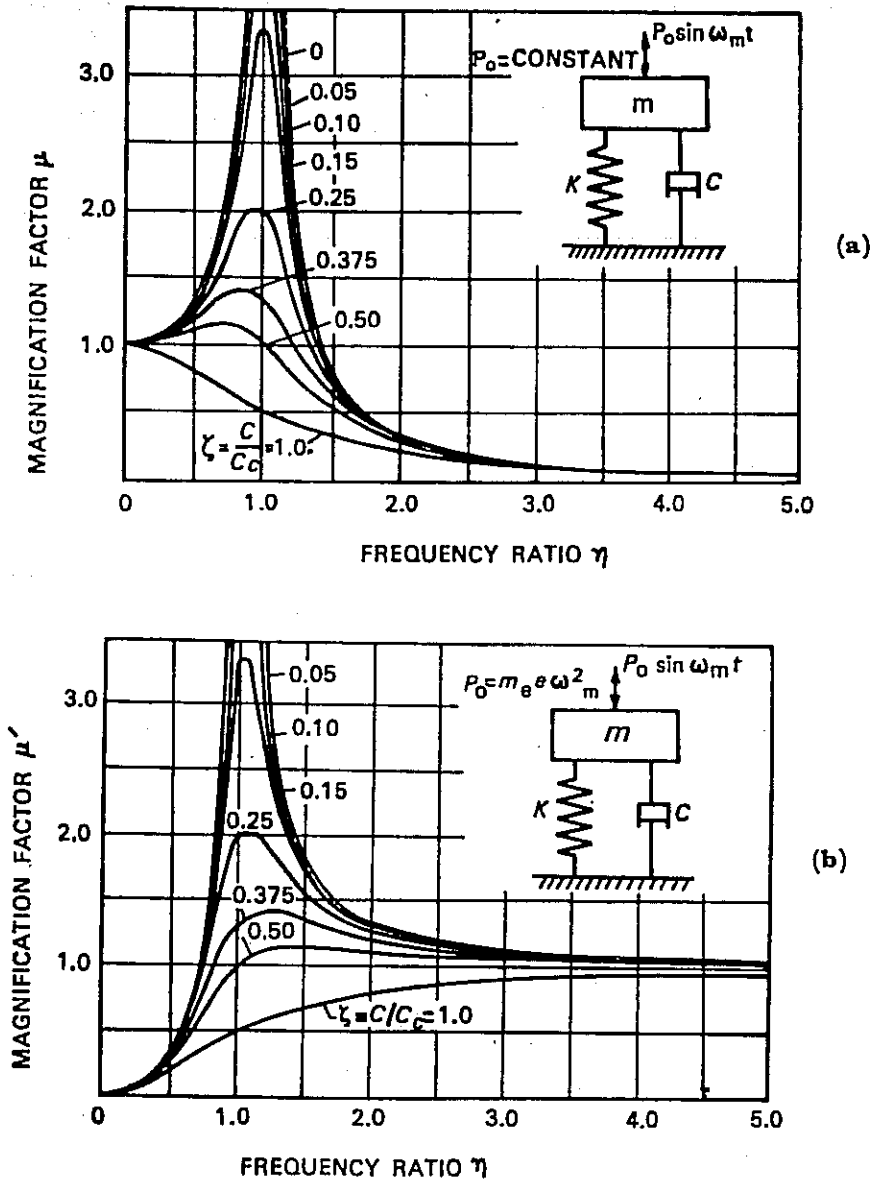 P₀ sin ω_m t
P₀=CONSTANT
m
K
C
(a)
MAGNIFICATION FACTOR μ
3.0
2.0
1.0
0
0.05
0.10
0.15
0.25
0.375
0.50
ζ=C/C_C=1.0
0 1.0 2.0 3.0 4.0 5.0
FREQUENCY RATIO η
P₀ sin ω_m t
P₀=m_e e ω²_m
m
K
C
(b)
MAGNIFICATION FACTOR μ′
3.0
2.0
1.0
0.05
0.10
0.15
0.25
0.375
0.50
ζ=C/C_C=1.0
0 1.0 2.0 3.0 4.0 5.0
FREQUENCY RATIO η